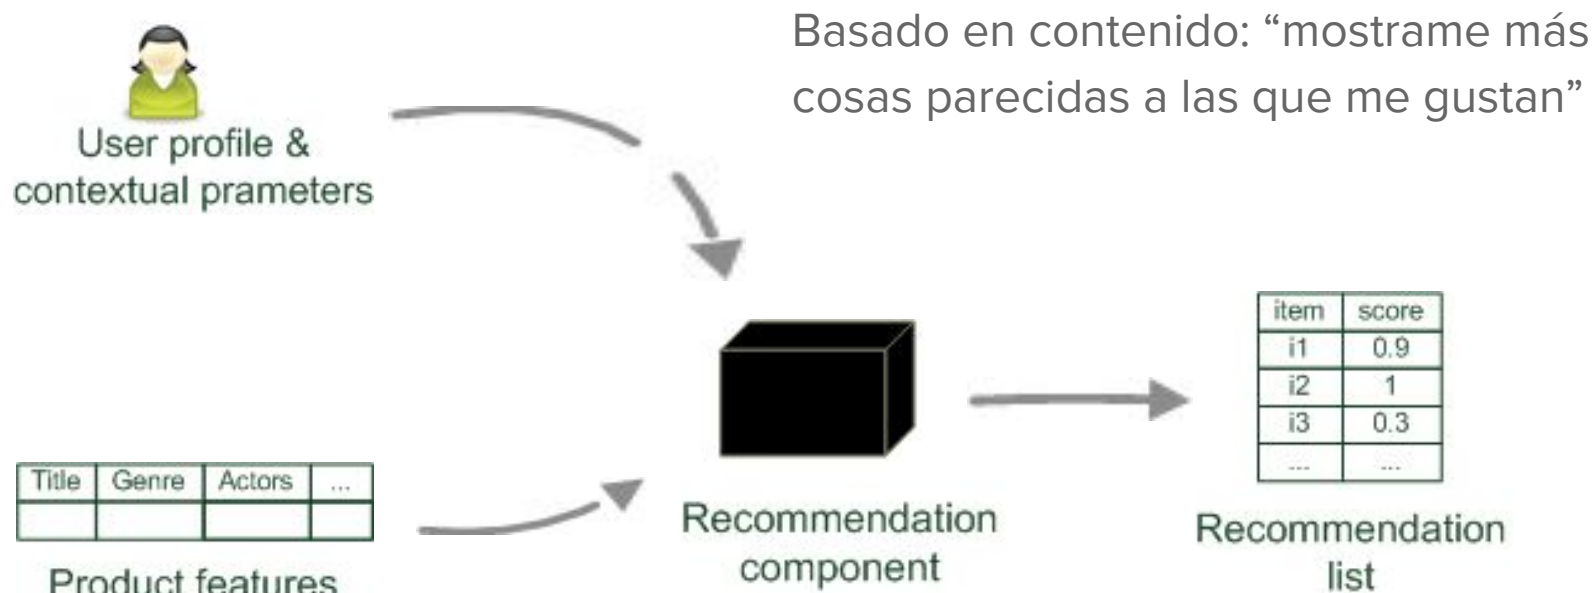 Basado en contenido: “mostrame más
cosas parecidas a las que me gustan”
User profile &
contextual prameters
item score
i1 0.9
i2 1
i3 0.3
... ...
Title Genre Actors ...
Product features
Recommendation
component
Recommendation
list